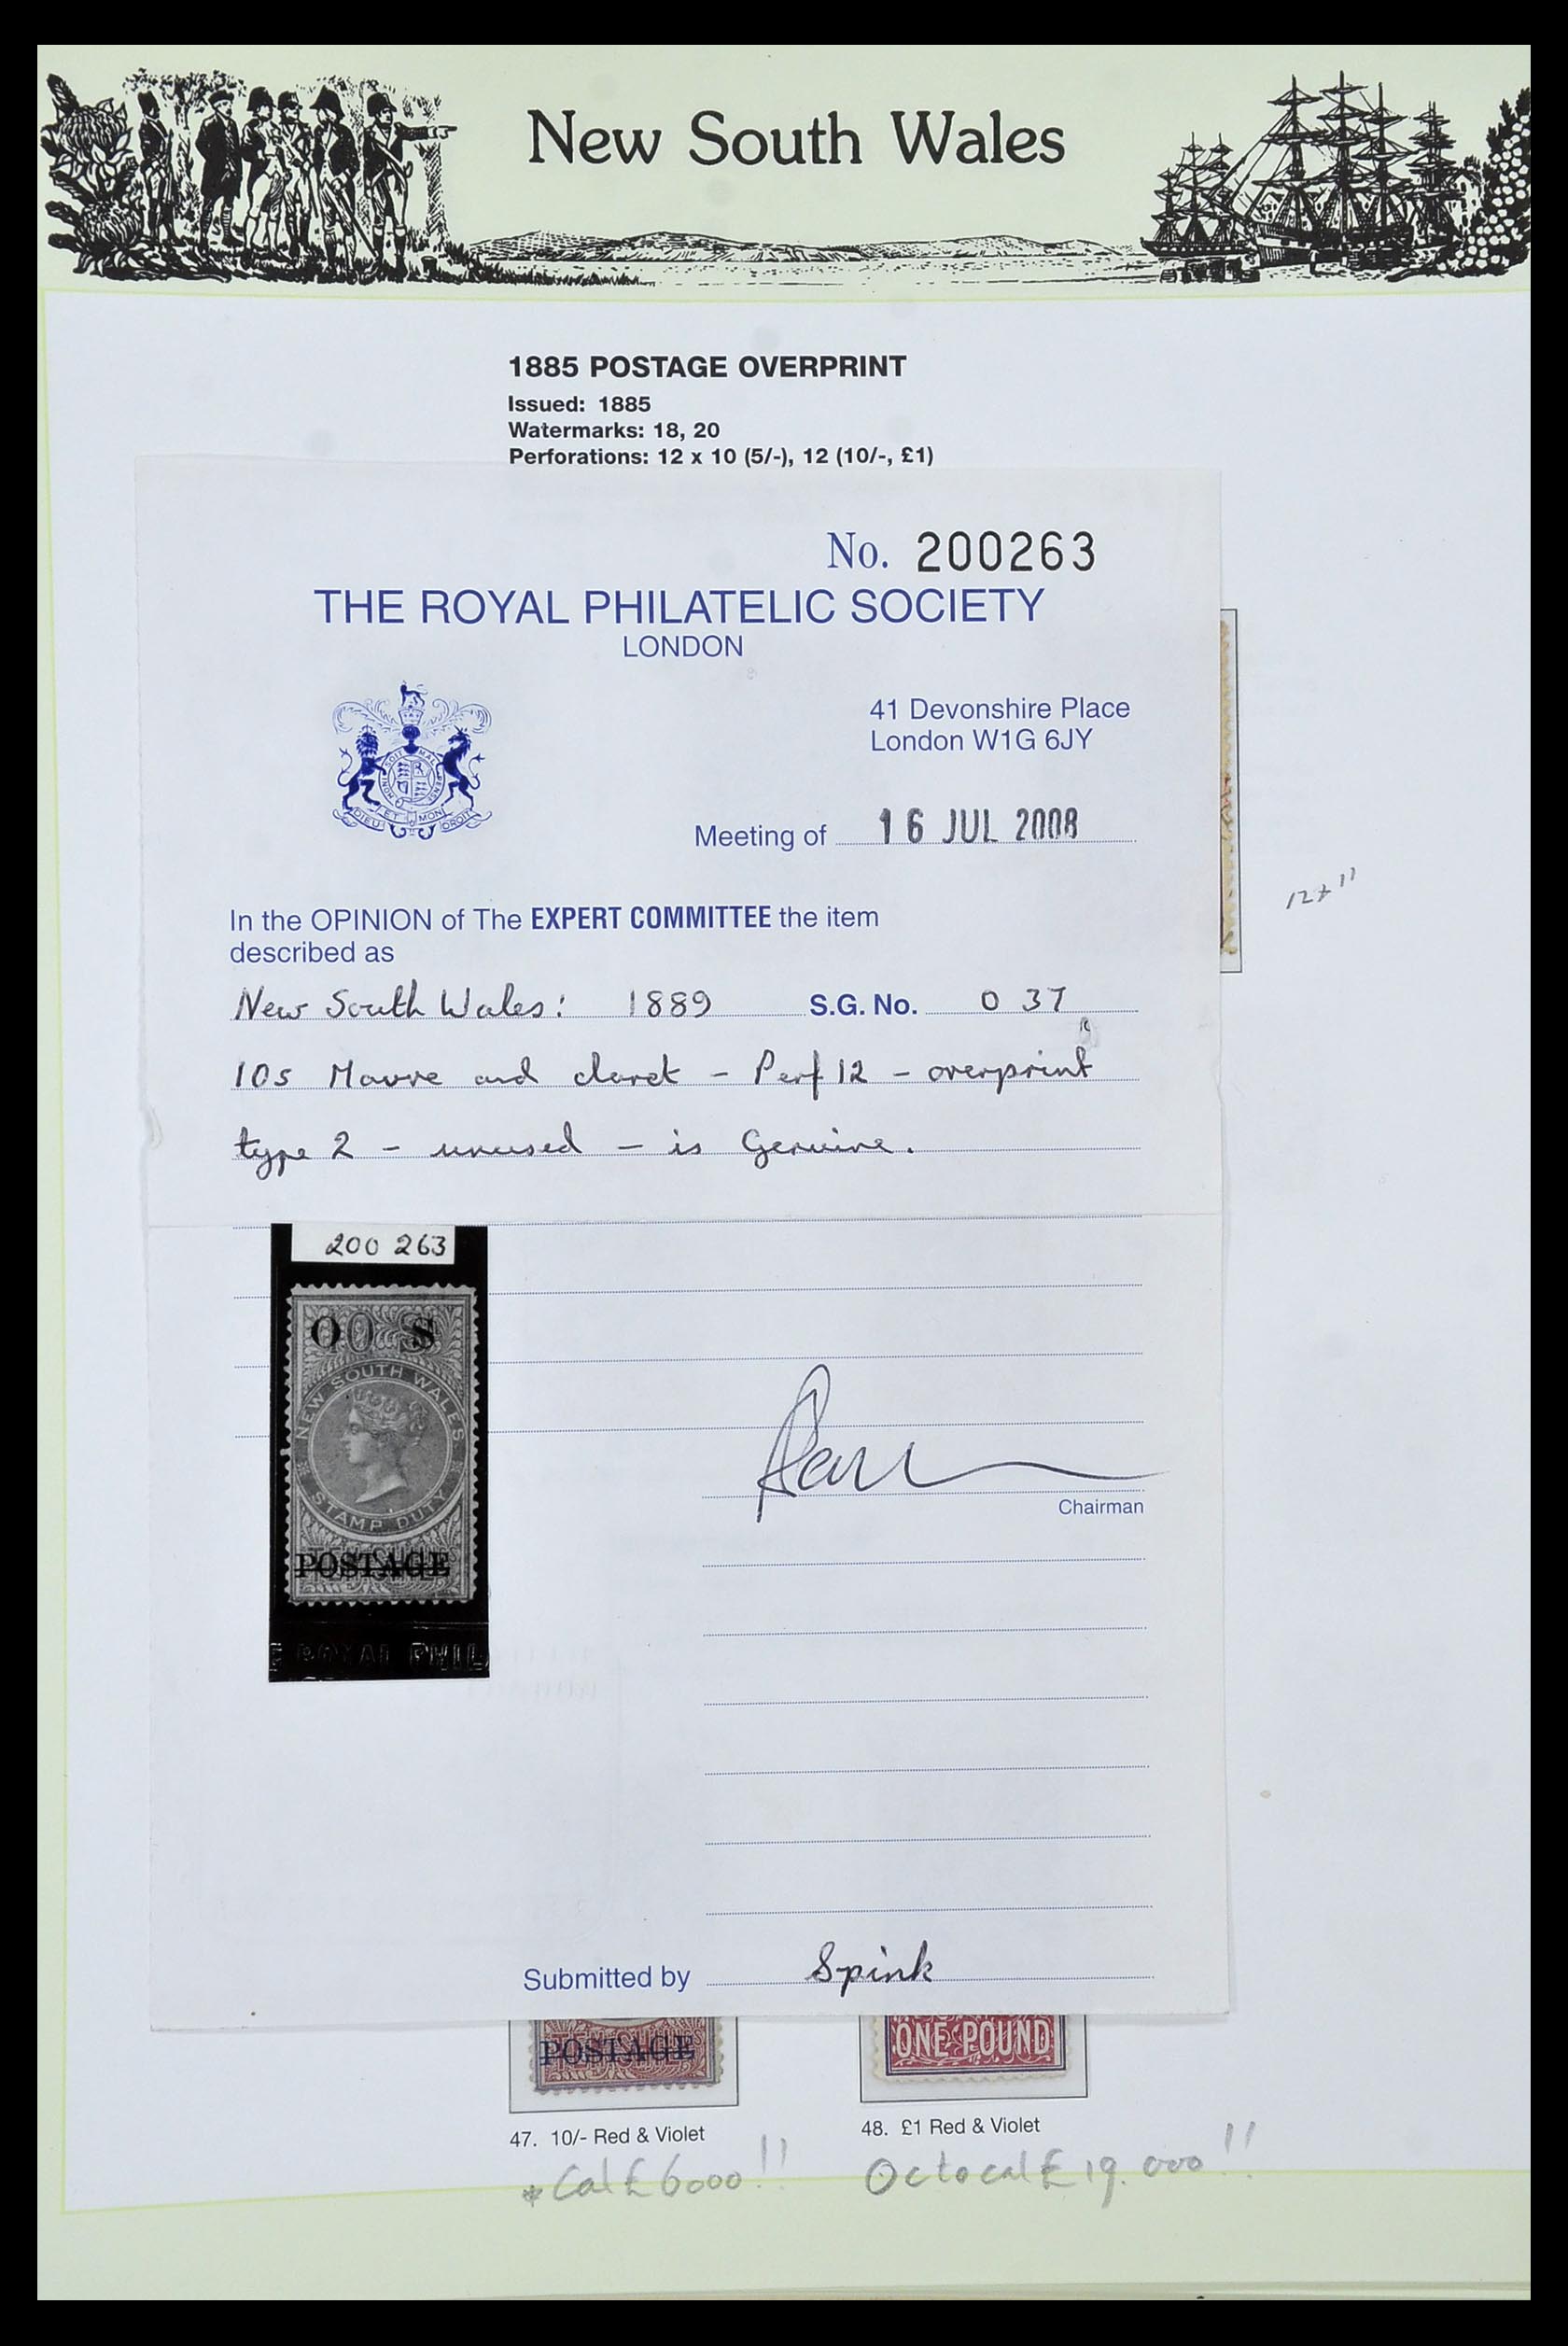 New South Wales
1885 POSTAGE OVERPRINT
Issued: 1885
Watermarks: 18, 20
Perforations: 12 x 10 (5/-), 12 (10/-, £1)
No. 200263
THE ROYAL PHILATELIC SOCIETY
LONDON
41 Devonshire Place
London W1G 6JY
Meeting of 16 JUL 2008
12x11
In the OPINION of The EXPERT COMMITTEE the item
described as
New South Wales: 1889 S.G. No. O 37
10s Mauve and claret - Perf 12 - overprint
type 2 - unused - is Genuine.
200 263
O S
NEW SOUTH WALES
STAMP DUTY
POSTAGE
ROYAL PHIL
Chairman
Submitted by Spink
POSTAGE
ONE POUND
47. 10/- Red & Violet
48. £1 Red & Violet
* Cat £6000!!
£19.000!!